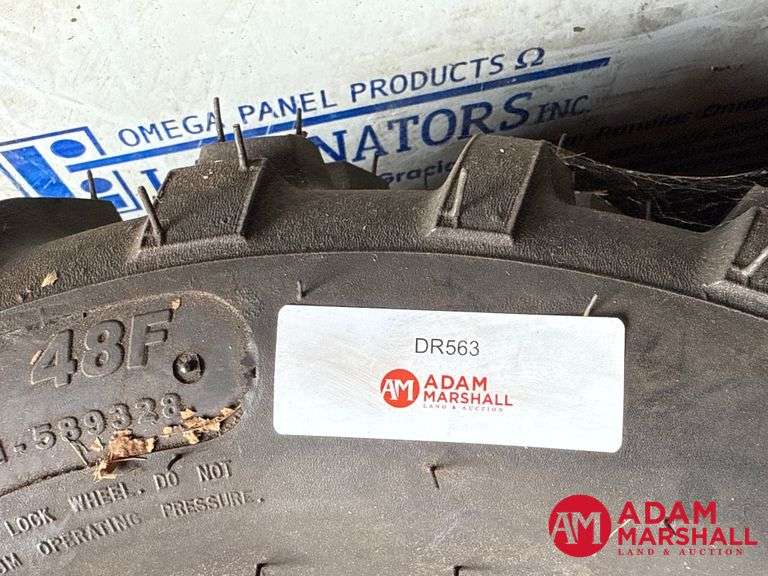 OMEGA PANEL PRODUCTS Ω
NATORS INC.
48F
.589328
LOCK WHEEL. DO NOT
OPERATING PRESSURE.
DR563
AM ADAM
MARSHALL
LAND & AUCTION
AM ADAM
MARSHALL
LAND & AUCTION